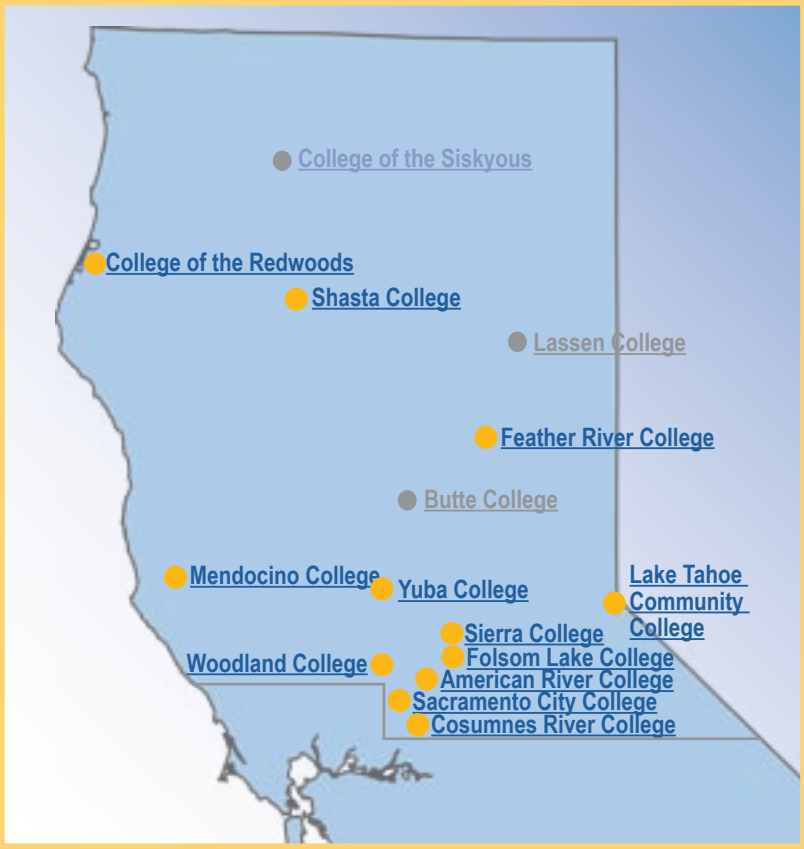 College of the Siskyous
College of the Redwoods
Shasta College
Lassen College
Feather River College
Butte College
Mendocino College
Yuba College
Lake Tahoe
Community
College
Sierra College
Folsom Lake College
Woodland College
American River College
Sacramento City College
Cosumnes River College